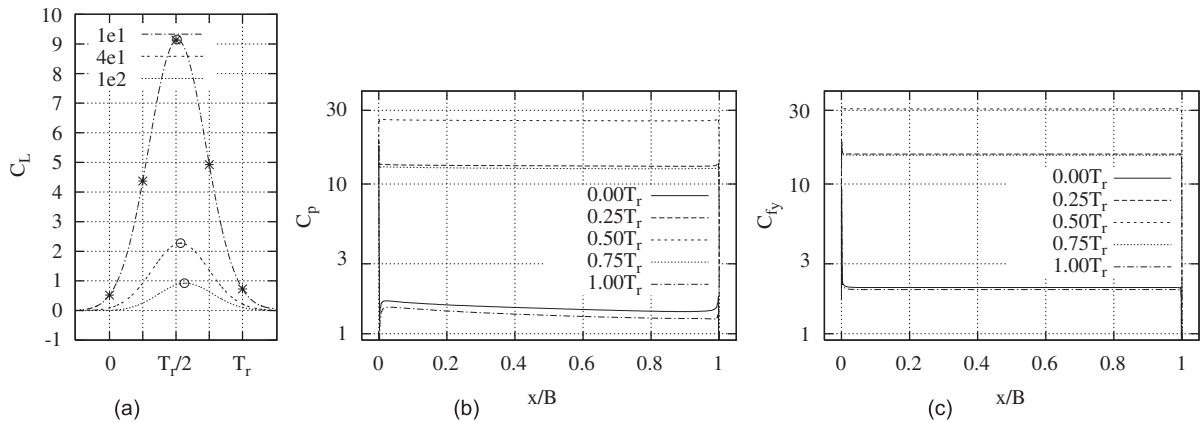 10
9
8
7
6
5
4
3
2
1
0
-1
C_L
1e1
4e1
1e2
0
T_r/2
T_r
(a)
30
10
3
1
C_p
0.00T_r
0.25T_r
0.50T_r
0.75T_r
1.00T_r
0
0.2
0.4
0.6
0.8
1
x/B
(b)
30
10
3
1
C_fy
0.00T_r
0.25T_r
0.50T_r
0.75T_r
1.00T_r
0
0.2
0.4
0.6
0.8
1
x/B
(c)